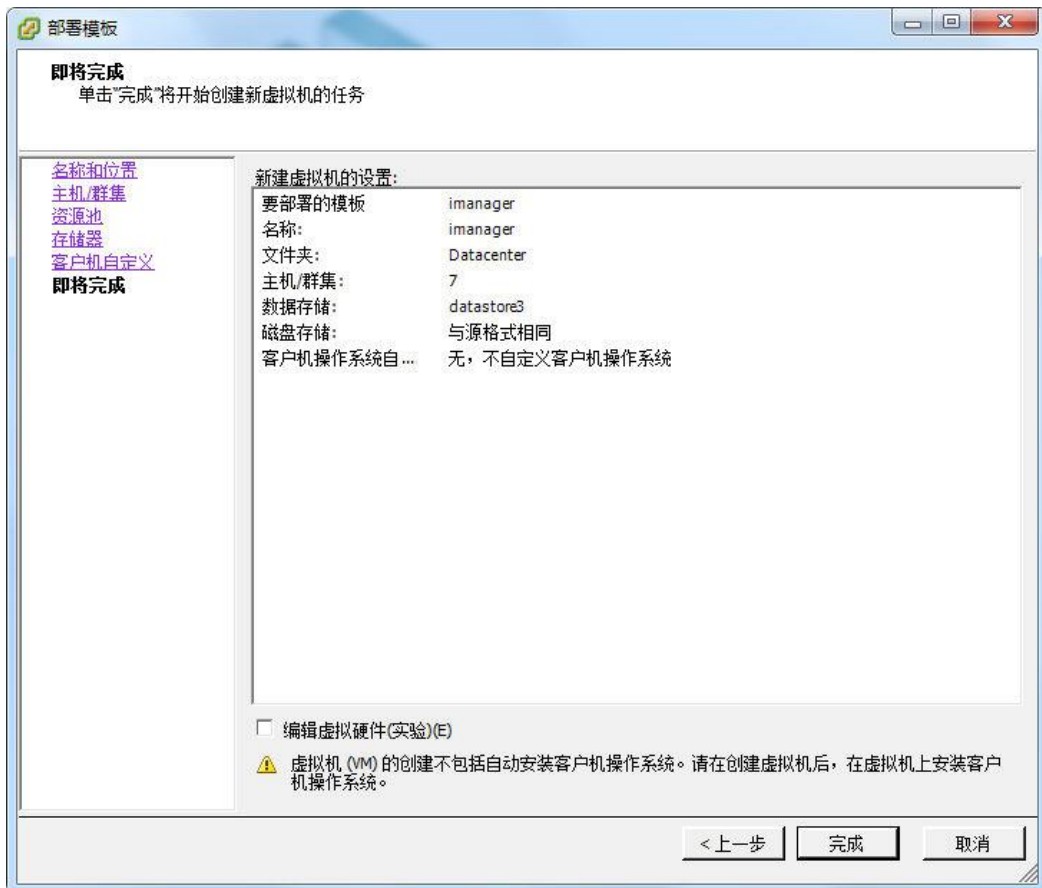 部署模板
即将完成
单击"完成"将开始创建新虚拟机的任务
名称和位置
主机/群集
资源池
存储器
客户机自定义
即将完成
新建虚拟机的设置:
要部署的模板 imanager
名称: imanager
文件夹: Datacenter
主机/群集: 7
数据存储: datastore3
磁盘存储: 与源格式相同
客户机操作系统自... 无，不自定义客户机操作系统
编辑虚拟硬件(实验)(E)
虚拟机 (VM) 的创建不包括自动安装客户机操作系统。请在创建虚拟机后，在虚拟机上安装客户
机操作系统。
<上一步 完成 取消